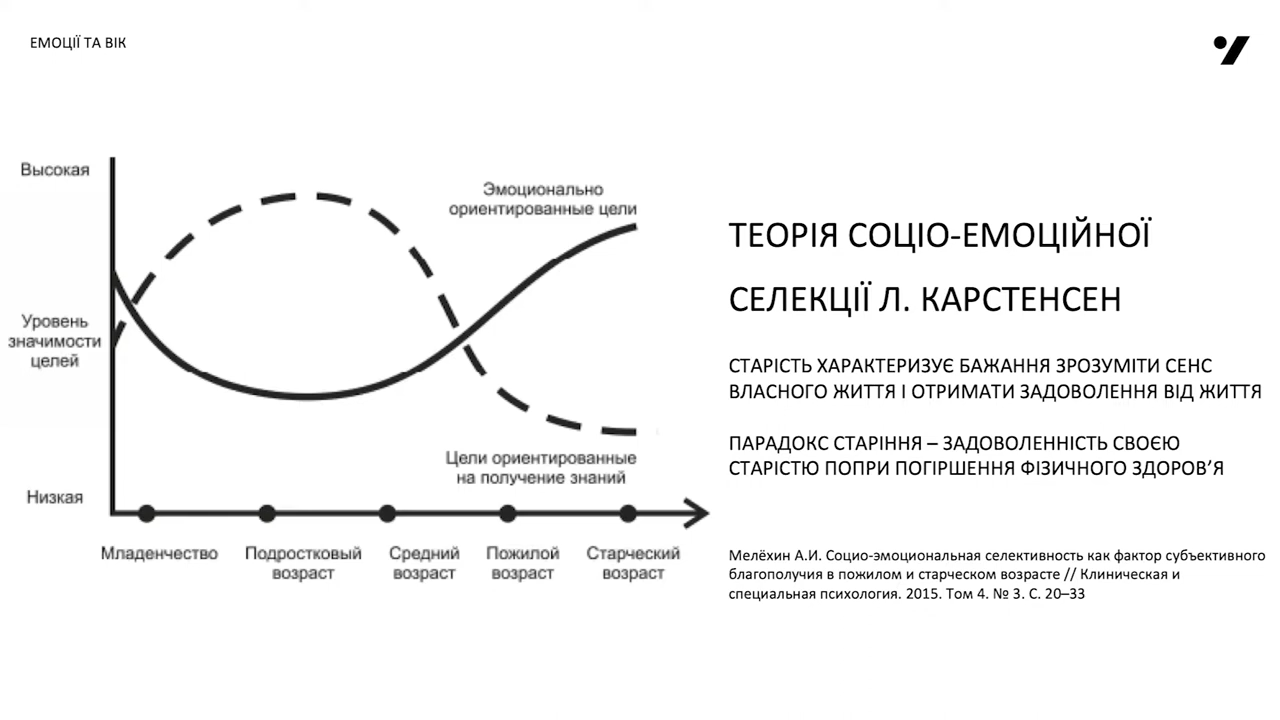 ЕМОЦІЇ ТА ВІК
Высокая
Эмоционально
ориентированные цели
Уровень
значимости
целей
Цели ориентированные
на получение знаний
Низкая
Младенчество
Подростковый
возраст
Средний
возраст
Пожилой
возраст
Старческий
возраст
ТЕОРІЯ СОЦІО-ЕМОЦІЙНОЇ
СЕЛЕКЦІЇ Л. КАРСТЕНСЕН
СТАРІСТЬ ХАРАКТЕРИЗУЄ БАЖАННЯ ЗРОЗУМІТИ СЕНС
ВЛАСНОГО ЖИТТЯ І ОТРИМАТИ ЗАДОВОЛЕННЯ ВІД ЖИТТЯ
ПАРАДОКС СТАРІННЯ – ЗАДОВОЛЕННІСТЬ СВОЄЮ
СТАРІСТЮ ПОПРИ ПОГІРШЕННЯ ФІЗИЧНОГО ЗДОРОВ’Я
Мелёхин А.И. Социо-эмоциональная селективность как фактор субъективного
благополучия в пожилом и старческом возрасте // Клиническая и
специальная психология. 2015. Том 4. № 3. С. 20–33